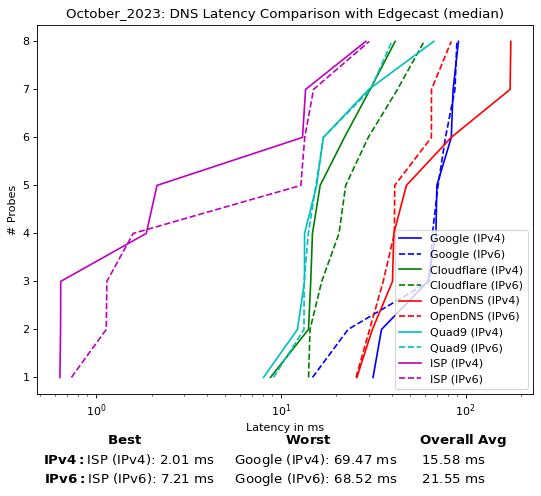 October_2023: DNS Latency Comparison with Edgecast (median)
8
7
6
5
4
3
2
1
# Probes
Google (IPv4)
Google (IPv6)
Cloudflare (IPv4)
Cloudflare (IPv6)
OpenDNS (IPv4)
OpenDNS (IPv6)
Quad9 (IPv4)
Quad9 (IPv6)
ISP (IPv4)
ISP (IPv6)
10⁰ 10¹ 10²
Latency in ms
Best Worst Overall Avg
IPv4: ISP (IPv4): 2.01 ms Google (IPv4): 69.47 ms 15.58 ms
IPv6: ISP (IPv6): 7.21 ms Google (IPv6): 68.52 ms 21.55 ms